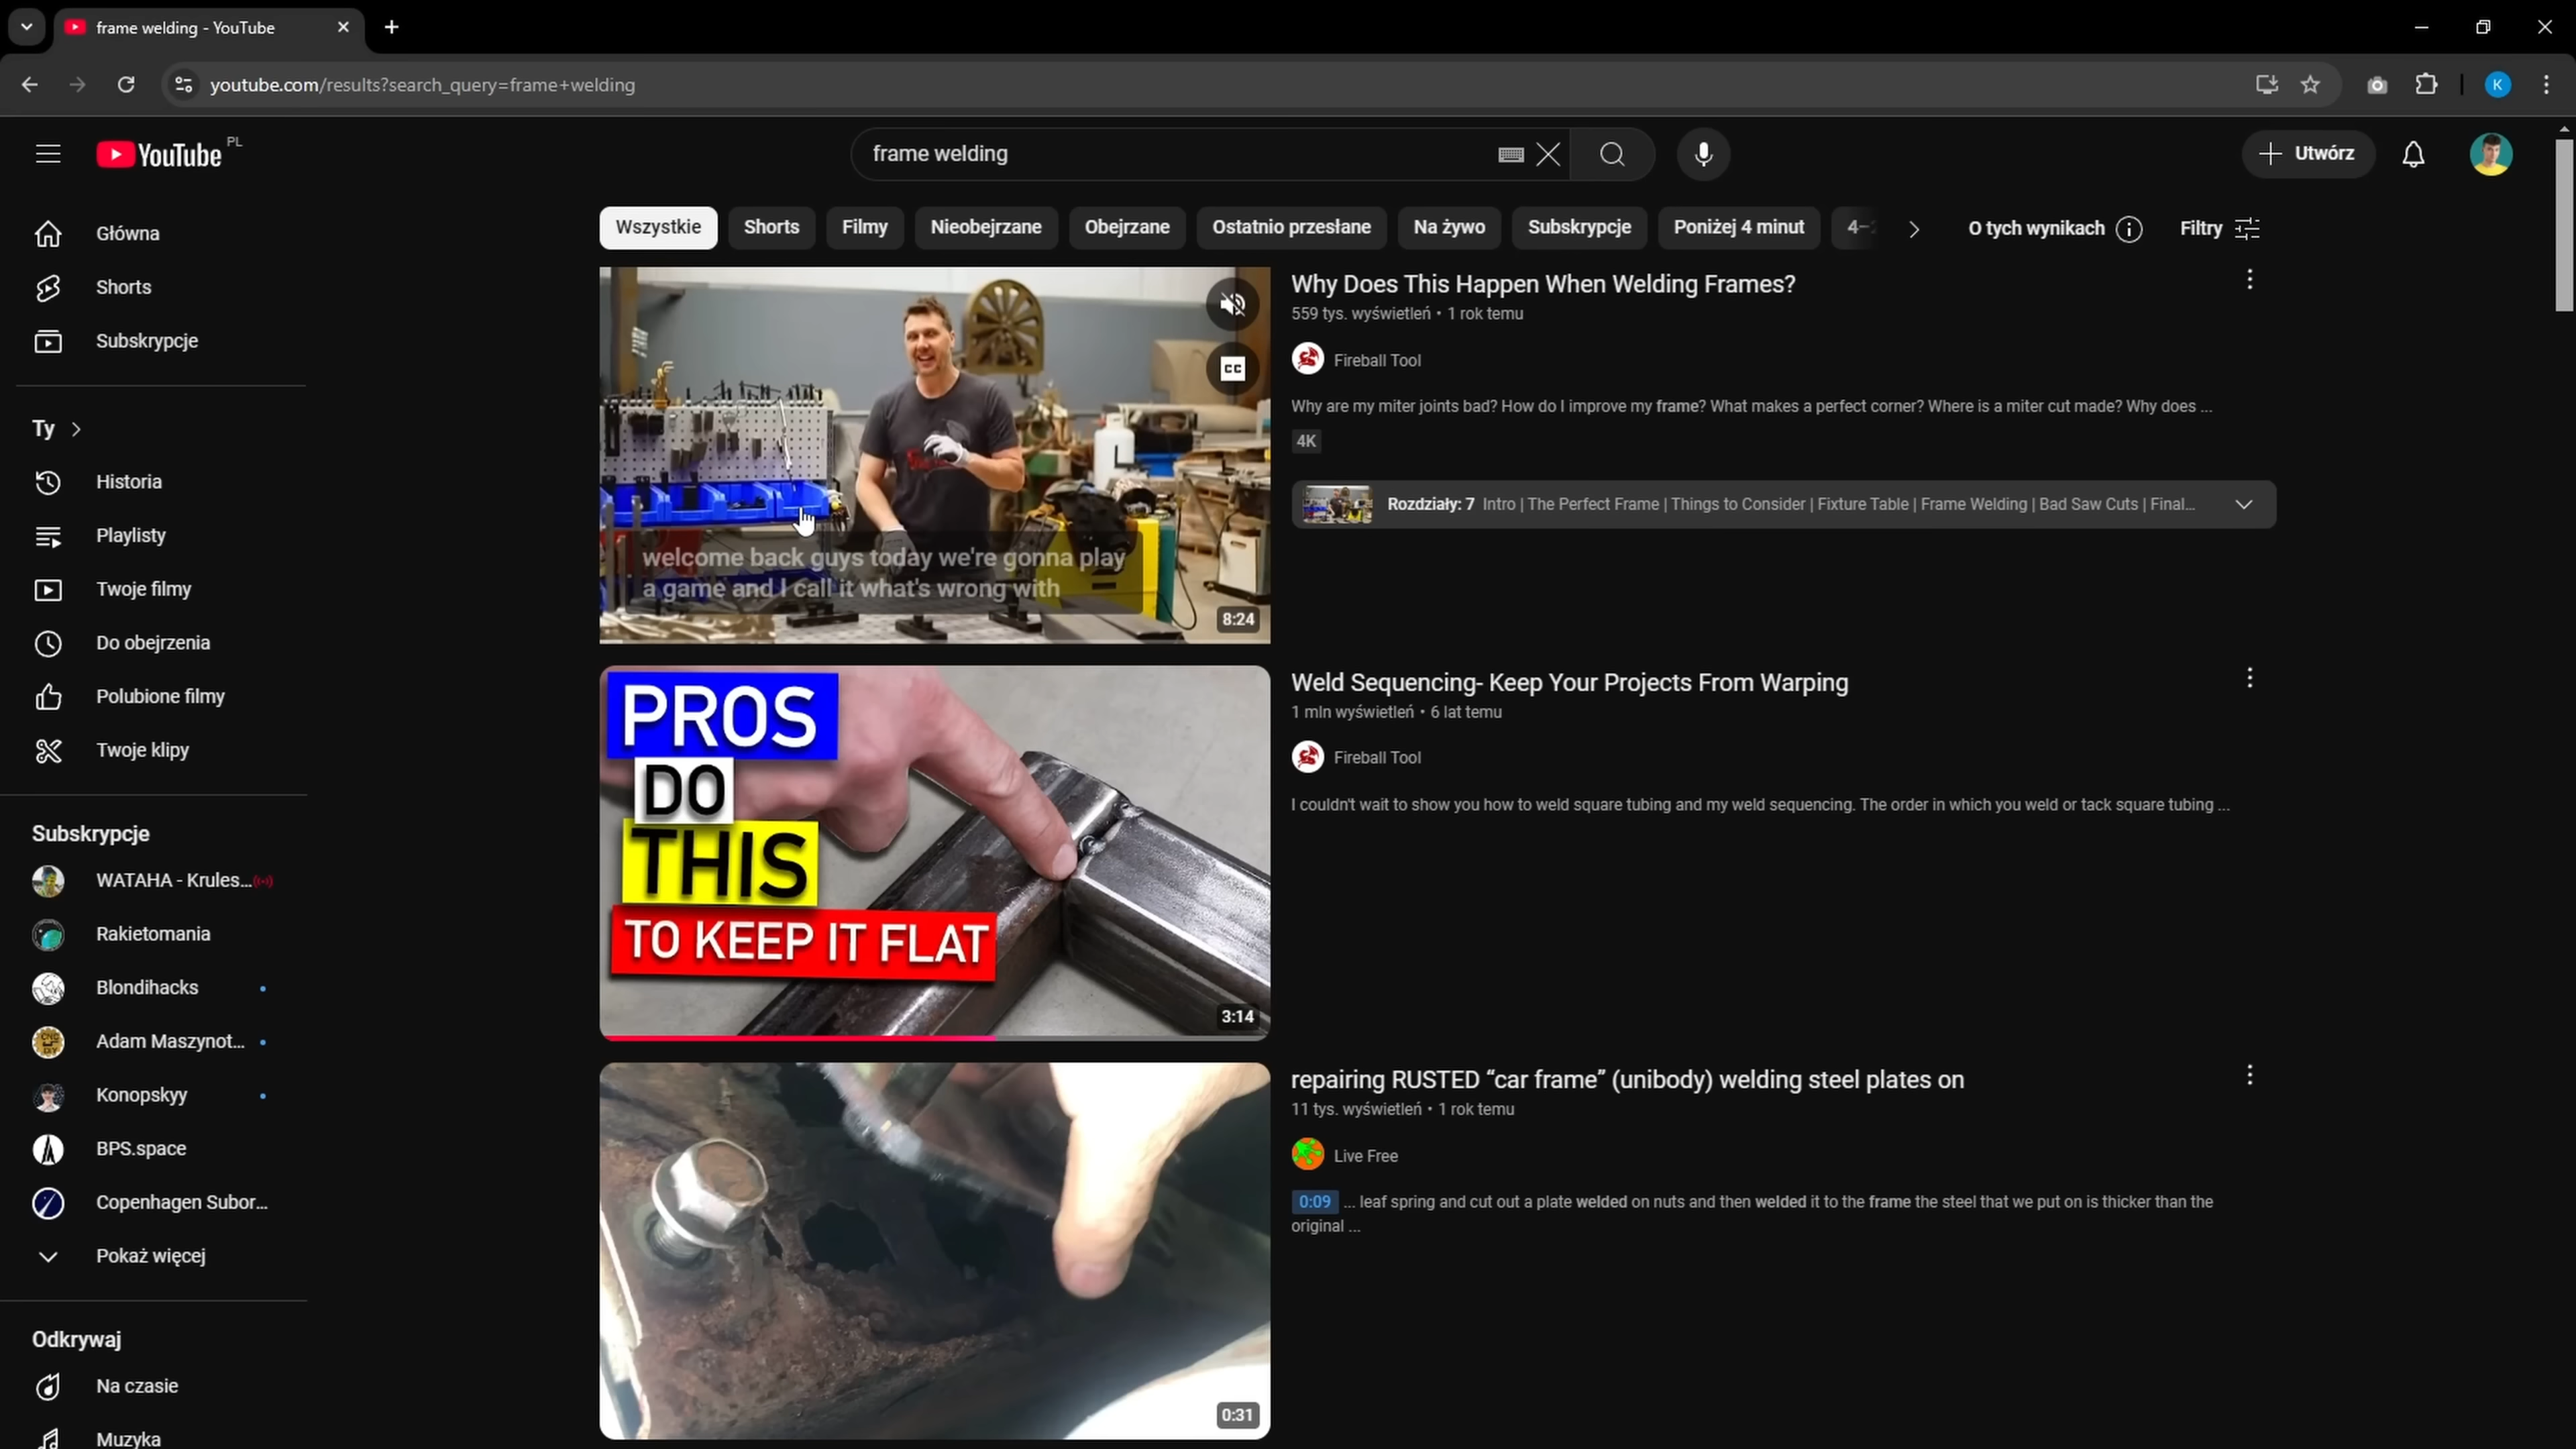 frame welding - YouTube
youtube.com/results?search_query=frame+welding
K
YouTube PL
frame welding
Utwórz
Główna
Shorts
Subskrypcje
Ty
Historia
Playlisty
Twoje filmy
Do obejrzenia
Polubione filmy
Twoje klipy
Subskrypcje
WATAHA - Krules...
Rakietomania
Blondihacks
Adam Maszynot...
Konopskyy
BPS.space
Copenhagen Subor...
Pokaż więcej
Odkrywaj
Na czasie
Muzyka
Wszystkie
Shorts
Filmy
Nieobejrzane
Obejrzane
Ostatnio przesłane
Na żywo
Subskrypcje
Poniżej 4 minut
O tych wynikach
Filtry
CC
welcome back guys today we're gonna play
a game and I call it what's wrong with
8:24
Why Does This Happen When Welding Frames?
559 tys. wyświetleń • 1 rok temu
Fireball Tool
Why are my miter joints bad? How do I improve my frame? What makes a perfect corner? Where is a miter cut made? Why does ...
4K
Rozdziały: 7 Intro | The Perfect Frame | Things to Consider | Fixture Table | Frame Welding | Bad Saw Cuts | Final...
PROS
DO
THIS
TO KEEP IT FLAT
3:14
Weld Sequencing- Keep Your Projects From Warping
1 mln wyświetleń • 6 lat temu
Fireball Tool
I couldn't wait to show you how to weld square tubing and my weld sequencing. The order in which you weld or tack square tubing ...
0:31
repairing RUSTED “car frame” (unibody) welding steel plates on
11 tys. wyświetleń • 1 rok temu
Live Free
0:09 ... leaf spring and cut out a plate welded on nuts and then welded it to the frame the steel that we put on is thicker than the
original ...